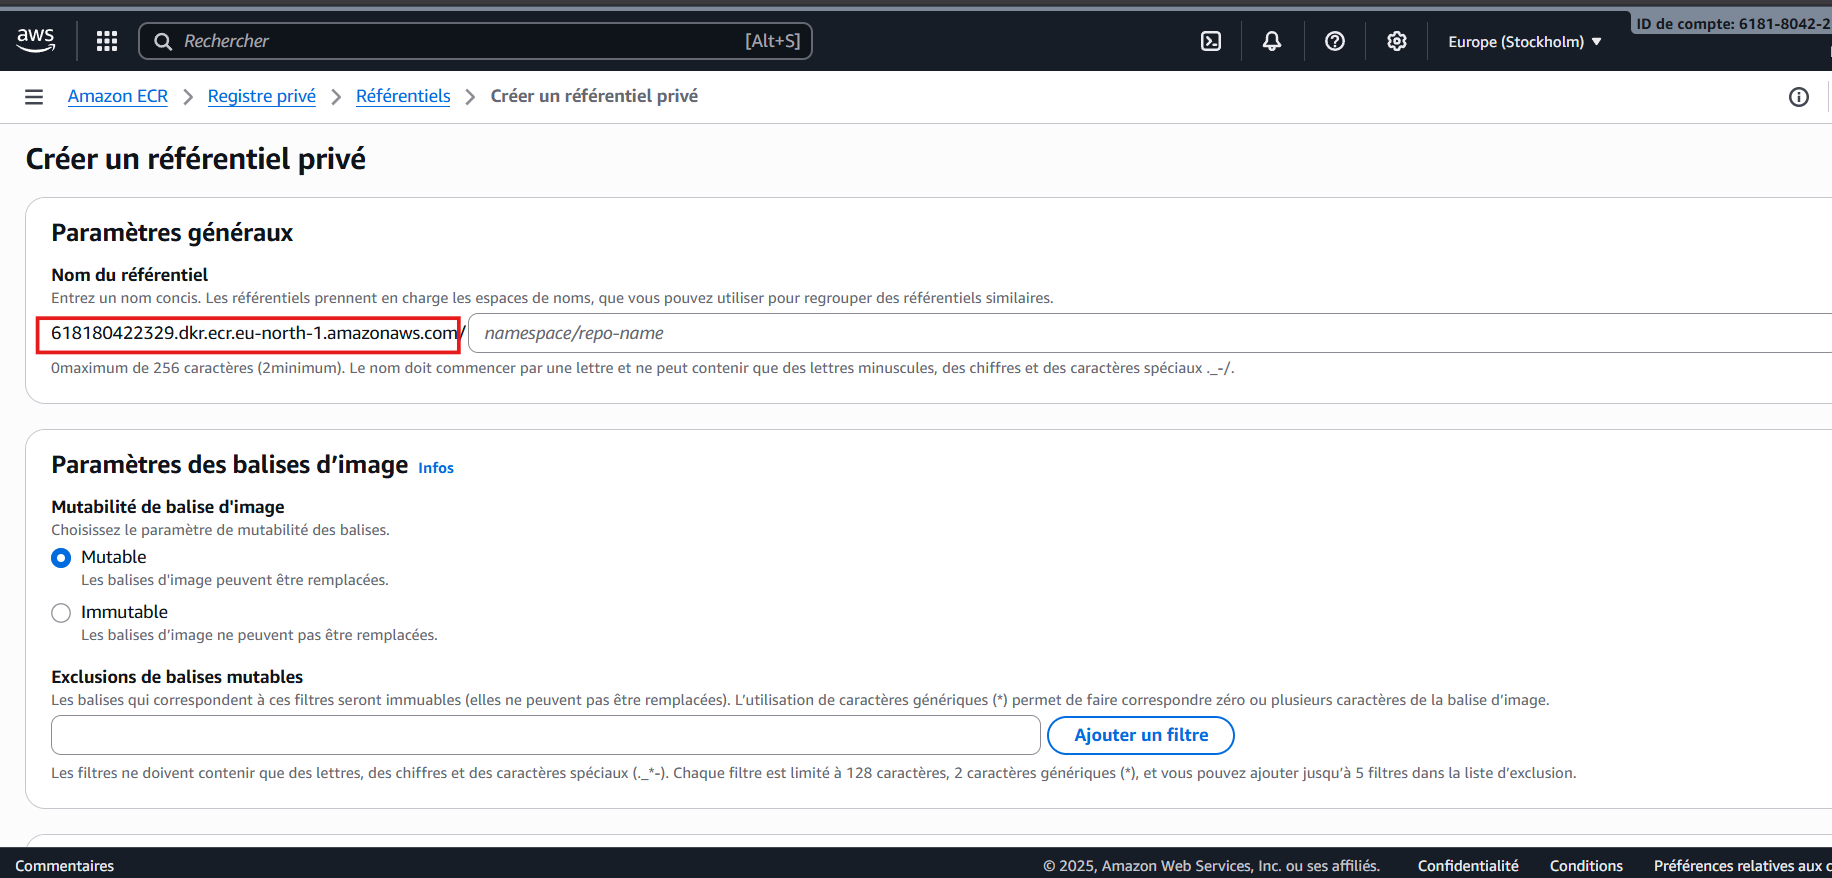 aws
Rechercher [Alt+S]
Europe (Stockholm)
ID de compte: 6181-8042-2
Amazon ECR > Registre privé > Référentiels > Créer un référentiel privé
Créer un référentiel privé
Paramètres généraux
Nom du référentiel
Entrez un nom concis. Les référentiels prennent en charge les espaces de noms, que vous pouvez utiliser pour regrouper des référentiels similaires.
618180422329.dkr.ecr.eu-north-1.amazonaws.com/ namespace/repo-name
0maximum de 256 caractères (2minimum). Le nom doit commencer par une lettre et ne peut contenir que des lettres minuscules, des chiffres et des caractères spéciaux ._-/.
Paramètres des balises d’image Infos
Mutabilité de balise d'image
Choisissez le paramètre de mutabilité des balises.
Mutable
Les balises d'image peuvent être remplacées.
Immutable
Les balises d’image ne peuvent pas être remplacées.
Exclusions de balises mutables
Les balises qui correspondent à ces filtres seront immuables (elles ne peuvent pas être remplacées). L’utilisation de caractères génériques (*) permet de faire correspondre zéro ou plusieurs caractères de la balise d’image.
Ajouter un filtre
Les filtres ne doivent contenir que des lettres, des chiffres et des caractères spéciaux (._*-). Chaque filtre est limité à 128 caractères, 2 caractères génériques (*), et vous pouvez ajouter jusqu’à 5 filtres dans la liste d’exclusion.
Commentaires © 2025, Amazon Web Services, Inc. ou ses affiliés. Confidentialité Conditions Préférences relatives aux